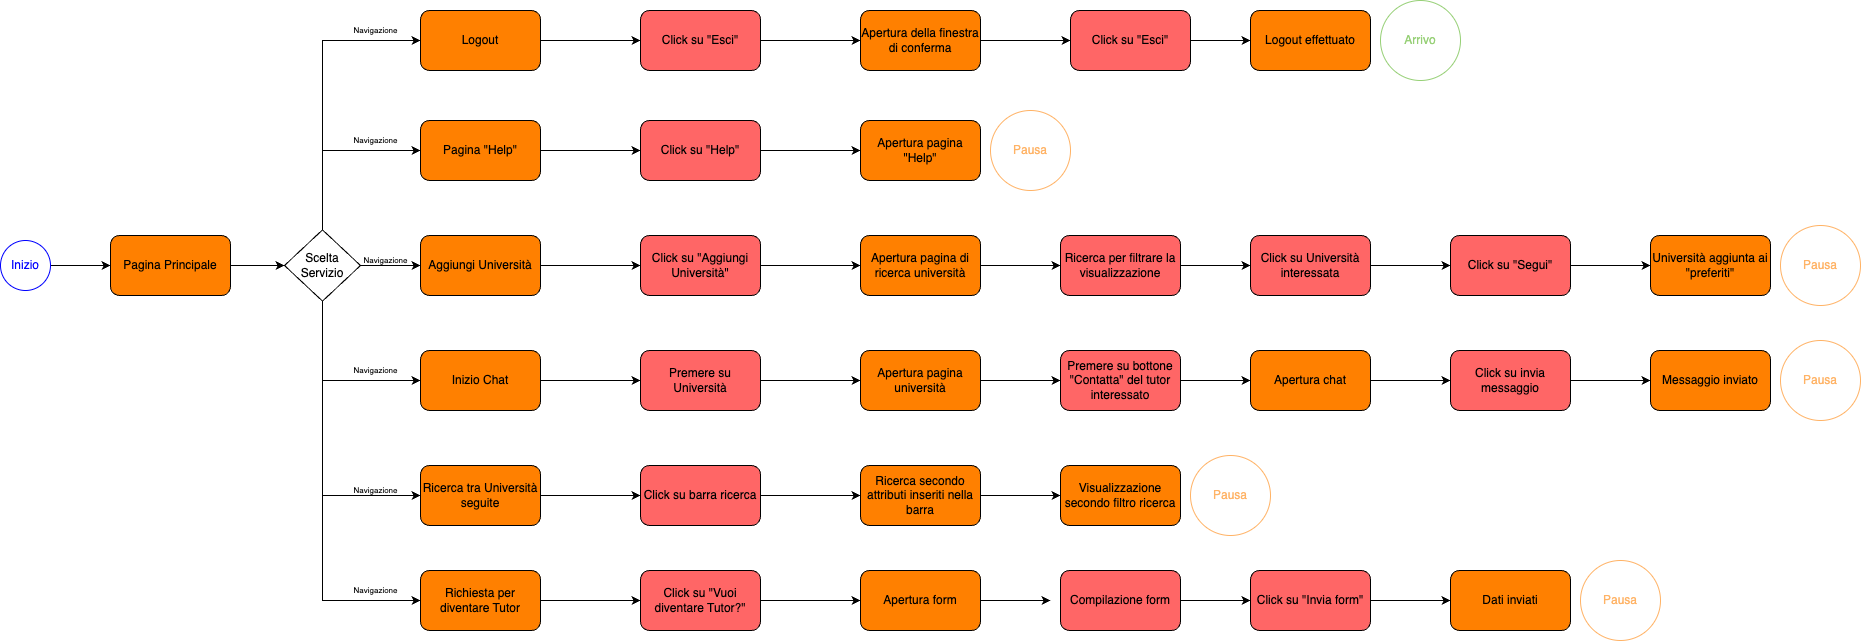 Navigazione
Logout
Click su "Esci"
Apertura della finestra
di conferma
Click su "Esci"
Logout effettuato
Arrivo
Navigazione
Pagina "Help"
Click su "Help"
Apertura pagina
"Help"
Pausa
Inizio
Pagina Principale
Scelta
Servizio
Navigazione
Aggiungi Università
Click su "Aggiungi
Università"
Apertura pagina di
ricerca università
Ricerca per filtrare la
visualizzazione
Click su Università
interessata
Click su "Segui"
Università aggiunta ai
"preferiti"
Pausa
Navigazione
Inizio Chat
Premere su
Università
Apertura pagina
università
Premere su bottone
"Contatta" del tutor
interessato
Apertura chat
Click su invia
messaggio
Messaggio inviato
Pausa
Navigazione
Ricerca tra Università
seguite
Click su barra ricerca
Ricerca secondo
attributi inseriti nella
barra
Visualizzazione
secondo filtro ricerca
Pausa
Navigazione
Richiesta per
diventare Tutor
Click su "Vuoi
diventare Tutor?"
Apertura form
Compilazione form
Click su "Invia form"
Dati inviati
Pausa